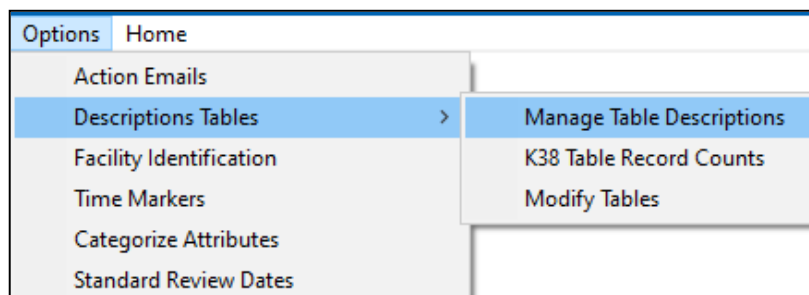 Options Home
Action Emails
Descriptions Tables
Manage Table Descriptions
Facility Identification
K38 Table Record Counts
Time Markers
Modify Tables
Categorize Attributes
Standard Review Dates